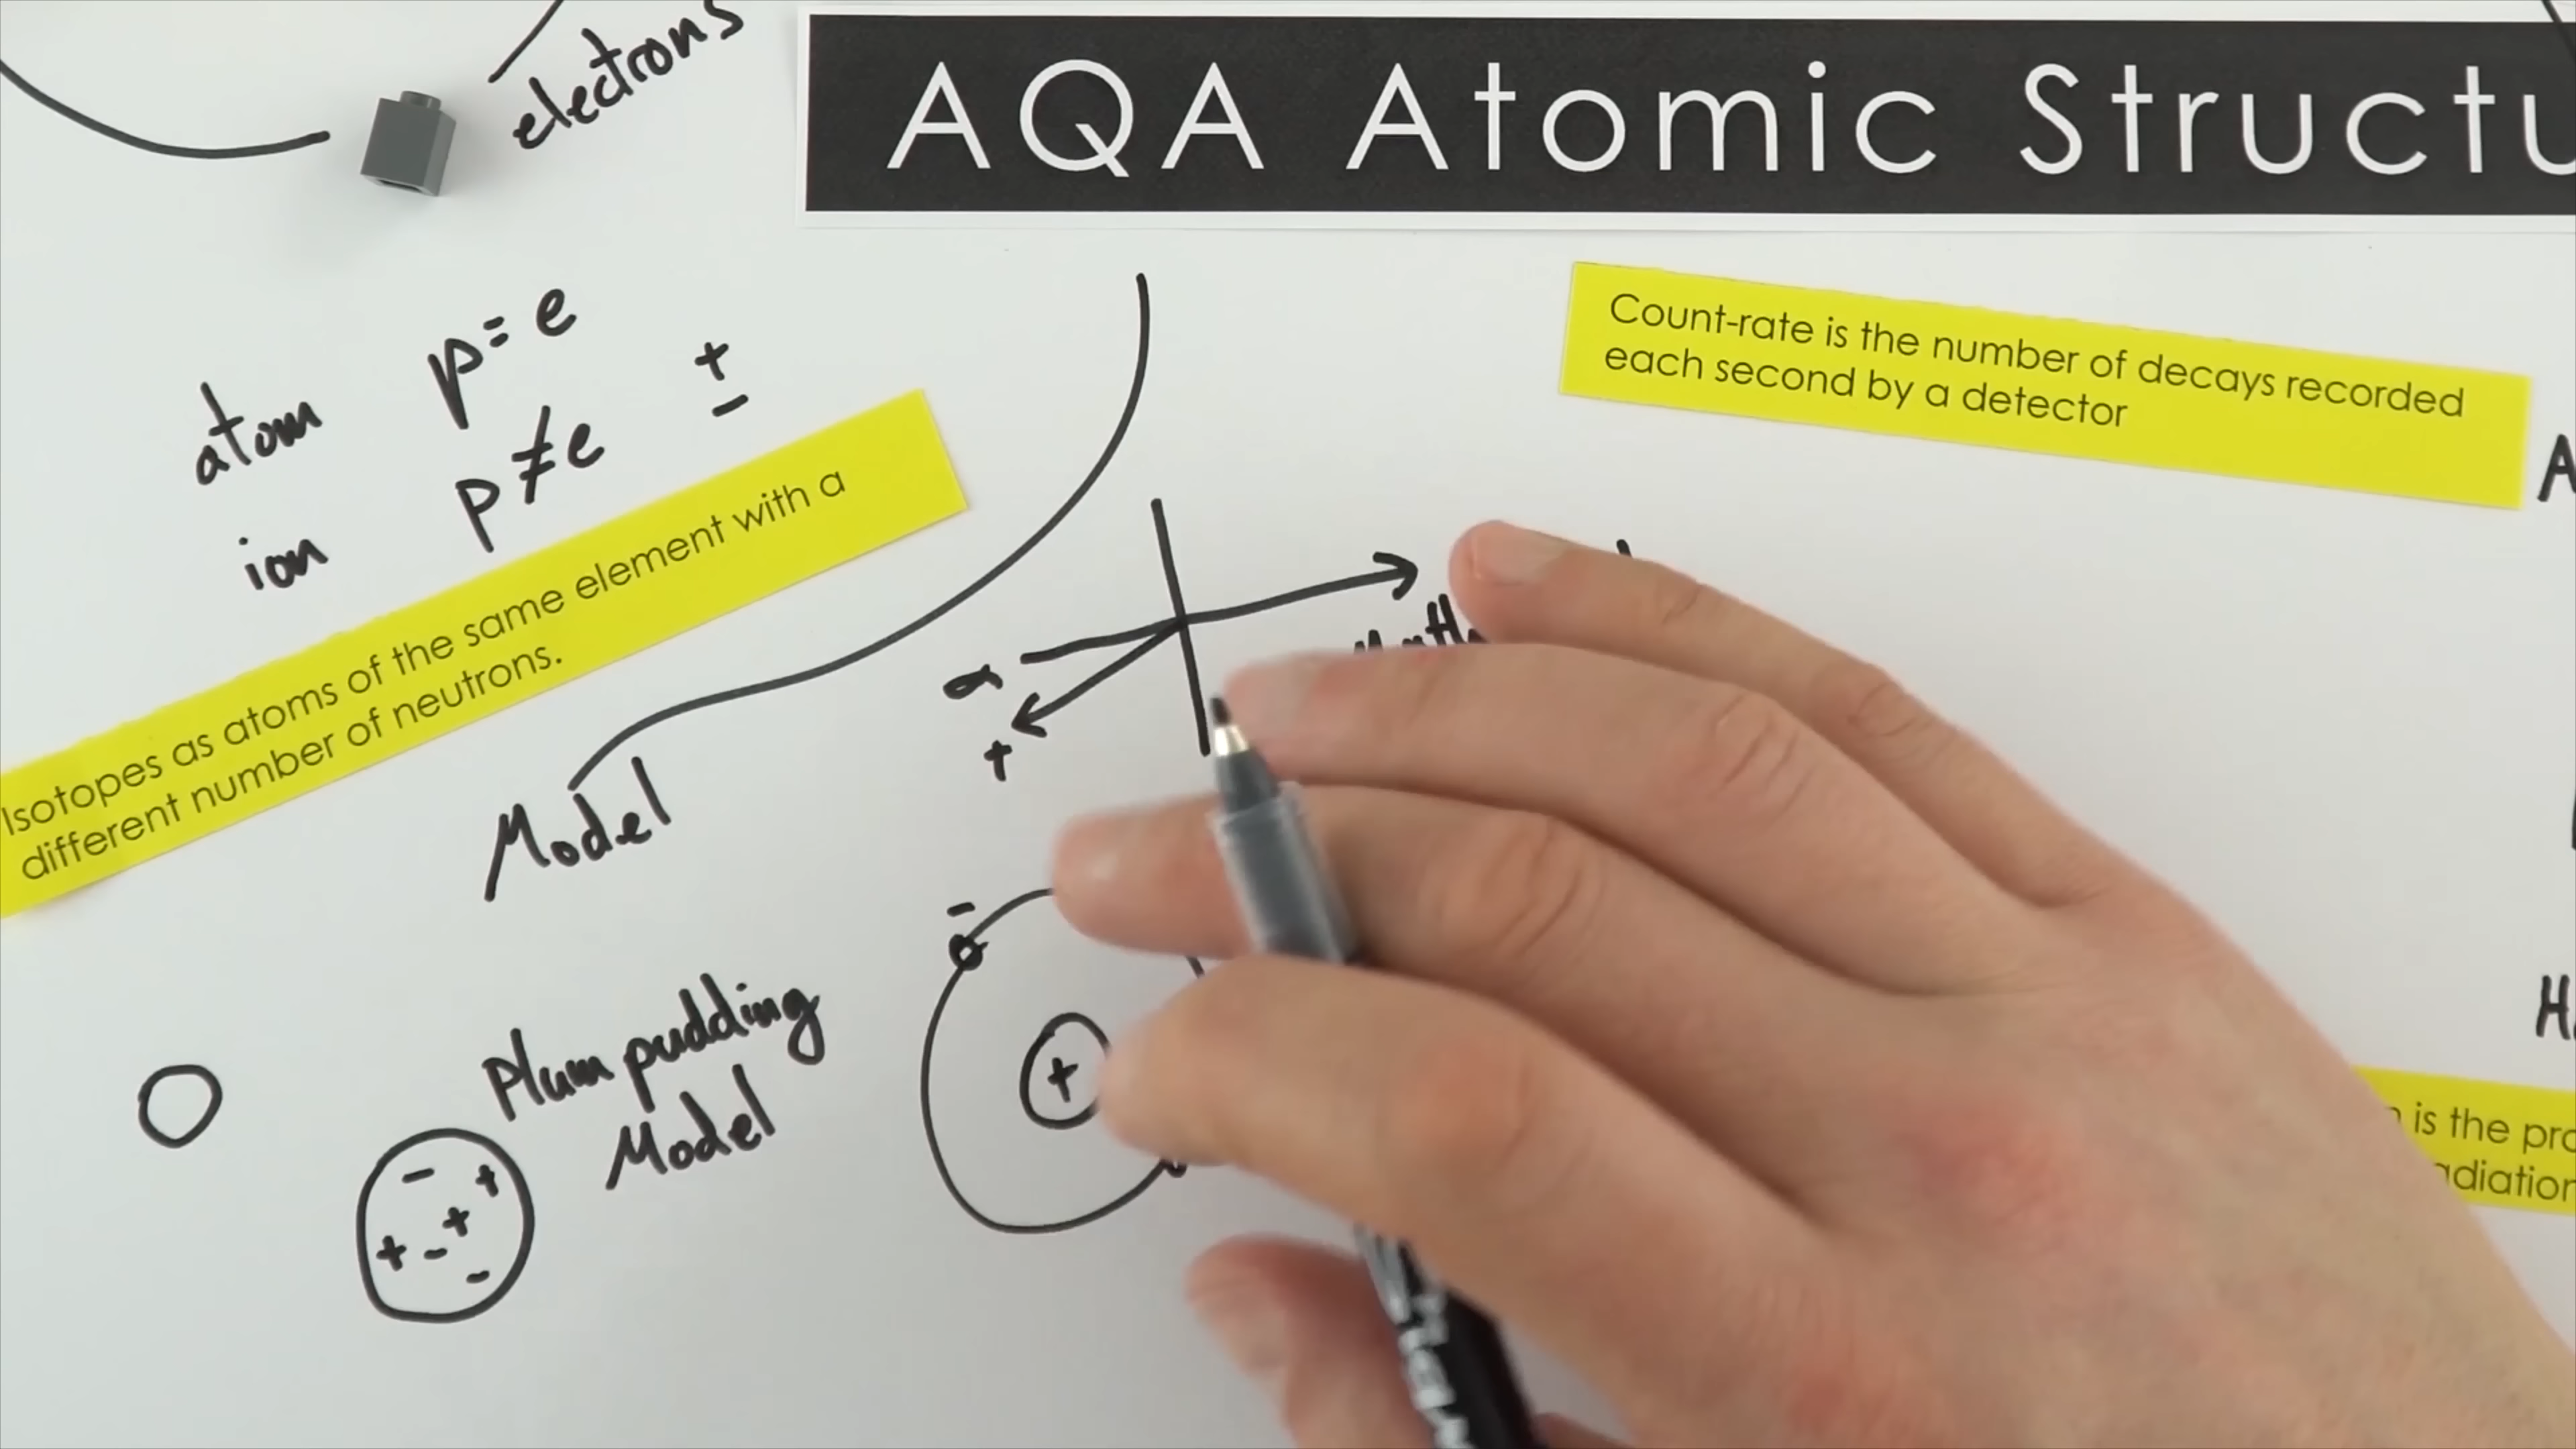 electrons
AQA Atomic Structu
atom p = e
ion p ≠ e + -
Isotopes as atoms of the same element with a
different number of neutrons.
Count-rate is the number of decays recorded
each second by a detector
α
+
Model
-
+
Plum pudding
Model
- +
+
+ -
-
is the pro
adiation